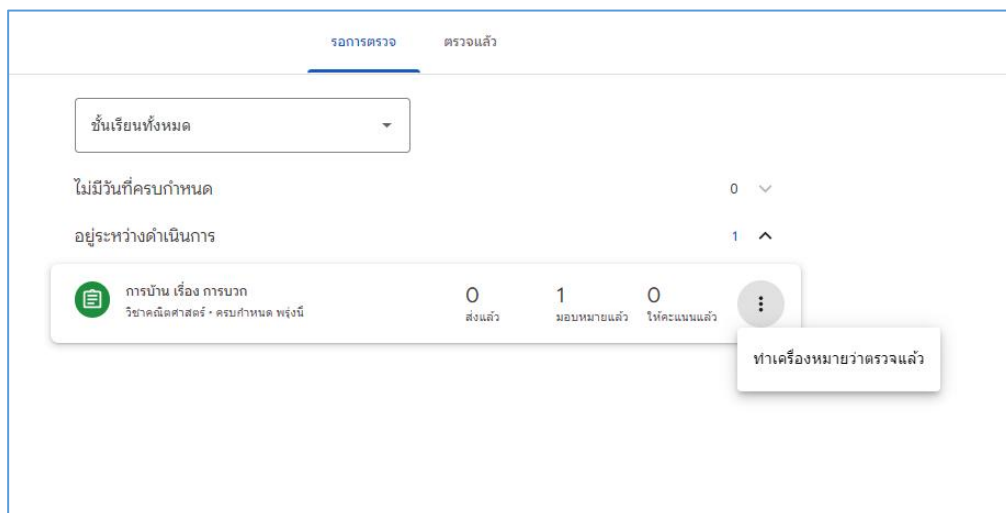 รอการตรวจ ตรวจแล้ว
ชั้นเรียนทั้งหมด
ไม่มีวันที่ครบกำหนด 0
อยู่ระหว่างดำเนินการ 1
การบ้าน เรื่อง การบวก
วิชาคณิตศาสตร์ • ครบกำหนด พรุ่งนี้
0 1 0
ส่งแล้ว มอบหมายแล้ว ให้คะแนนแล้ว
ทำเครื่องหมายว่าตรวจแล้ว